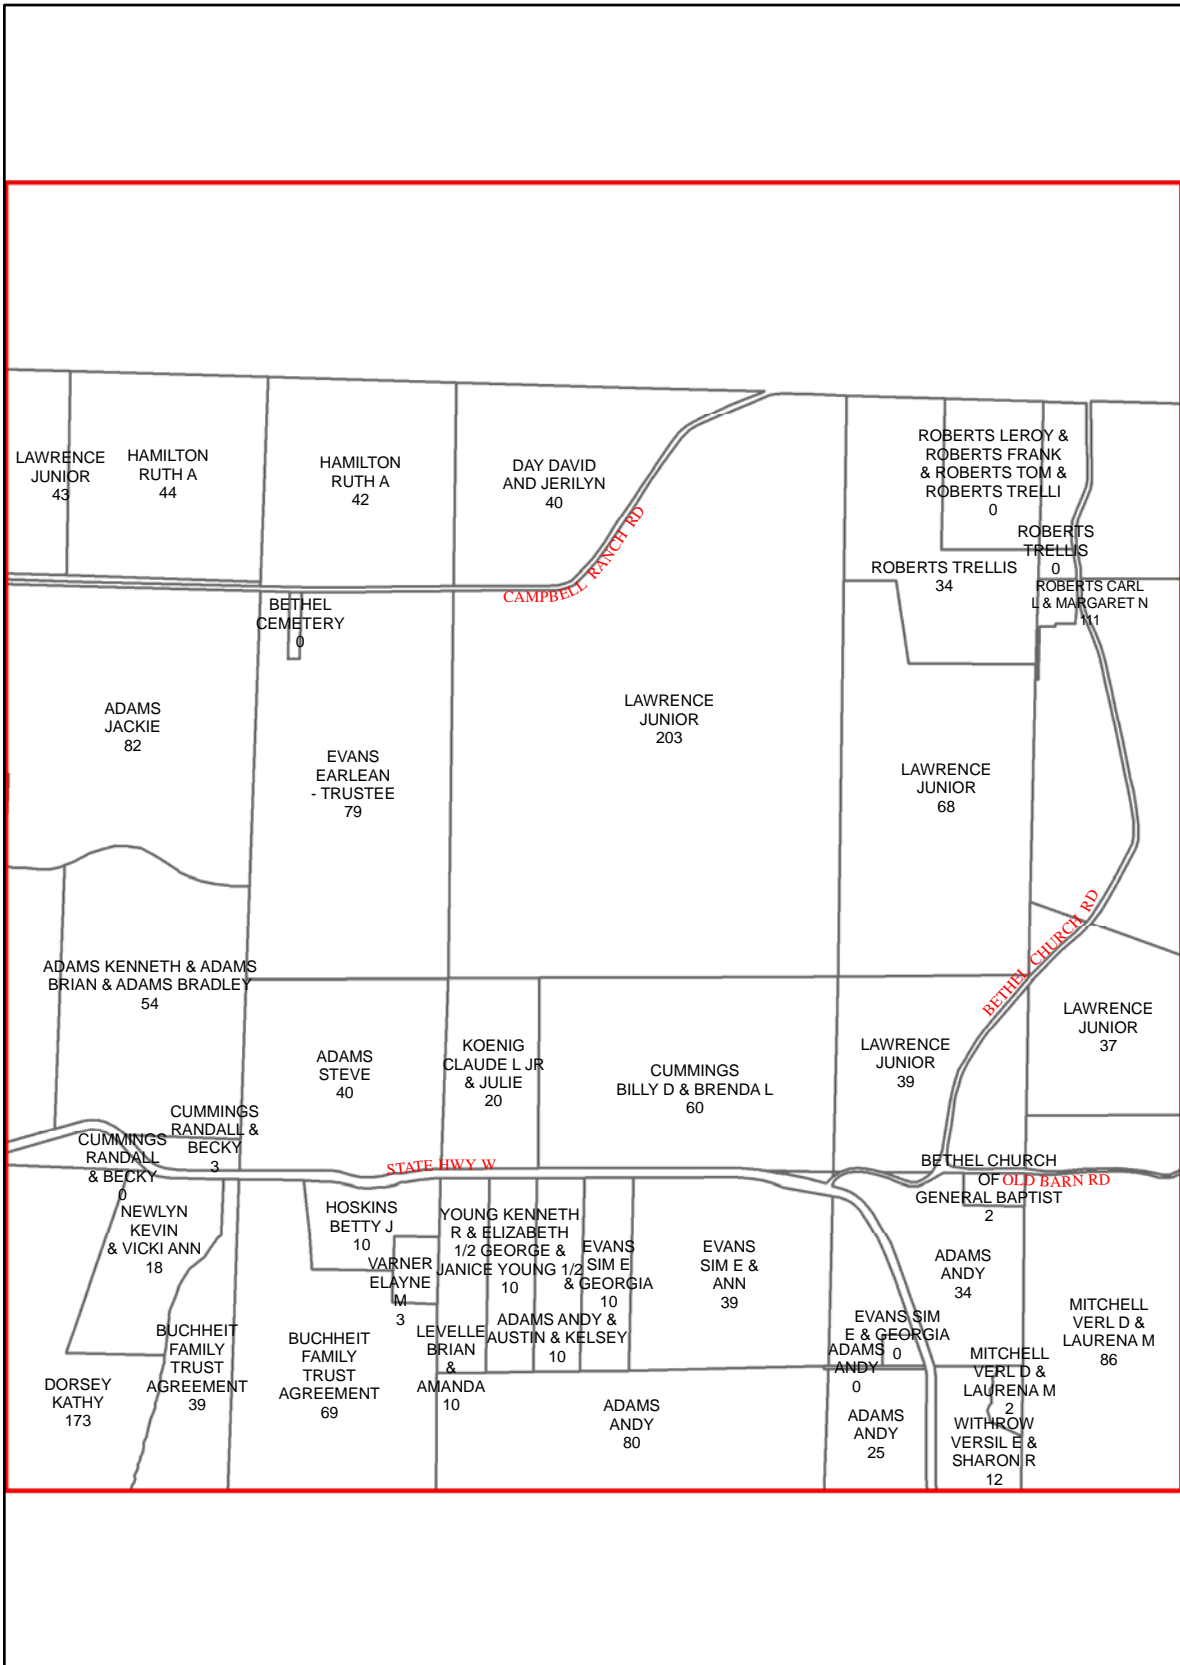 LAWRENCE
JUNIOR
43
HAMILTON
RUTH A
44
HAMILTON
RUTH A
42
DAY DAVID
AND JERILYN
40
ROBERTS LEROY &
ROBERTS FRANK
& ROBERTS TOM &
ROBERTS TRELLI
0
ROBERTS
TRELLIS
0
ROBERTS TRELLIS
34
ROBERTS CARL
L & MARGARET N
111
CAMPBELL RANCH RD
BETHEL
CEMETERY
0
ADAMS
JACKIE
82
EVANS
EARLEAN
- TRUSTEE
79
LAWRENCE
JUNIOR
203
LAWRENCE
JUNIOR
68
BETHEL CHURCH RD
ADAMS KENNETH & ADAMS
BRIAN & ADAMS BRADLEY
54
ADAMS
STEVE
40
KOENIG
CLAUDE L JR
& JULIE
20
CUMMINGS
BILLY D & BRENDA L
60
LAWRENCE
JUNIOR
39
LAWRENCE
JUNIOR
37
CUMMINGS
RANDALL &
BECKY
3
CUMMINGS
RANDALL
& BECKY
0
STATE HWY W
BETHEL CHURCH
OF
GENERAL BAPTIST
2
OLD BARN RD
NEWLYN
KEVIN
& VICKI ANN
18
HOSKINS
BETTY J
10
VARNER
ELAYNE
M
3
YOUNG KENNETH
R & ELIZABETH
1/2 GEORGE &
JANICE YOUNG 1/2
10
EVANS
SIM E
& GEORGIA
10
EVANS
SIM E &
ANN
39
ADAMS
ANDY
34
MITCHELL
VERL D &
LAURENA M
86
EVANS SIM
E & GEORGIA
0
ADAMS
ANDY
0
ADAMS ANDY &
AUSTIN & KELSEY
10
LEVELLE
BRIAN
&
AMANDA
10
BUCHHEIT
FAMILY
TRUST
AGREEMENT
39
BUCHHEIT
FAMILY
TRUST
AGREEMENT
69
DORSEY
KATHY
173
ADAMS
ANDY
80
ADAMS
ANDY
25
MITCHELL
VERL D &
LAURENA M
2
WITHROW
VERSIL E &
SHARON R
12